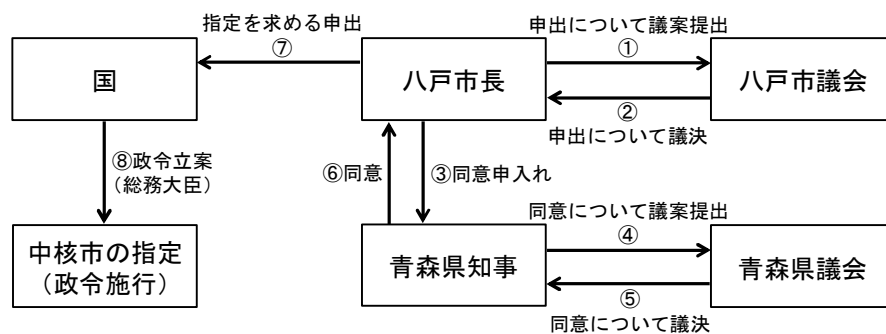 指定を求める申出
⑦
申出について議案提出
①
国
八戸市長
八戸市議会
②
申出について議決
⑧政令立案
（総務大臣）
⑥同意
③同意申入れ
同意について議案提出
④
中核市の指定
（政令施行）
青森県知事
青森県議会
⑤
同意について議決